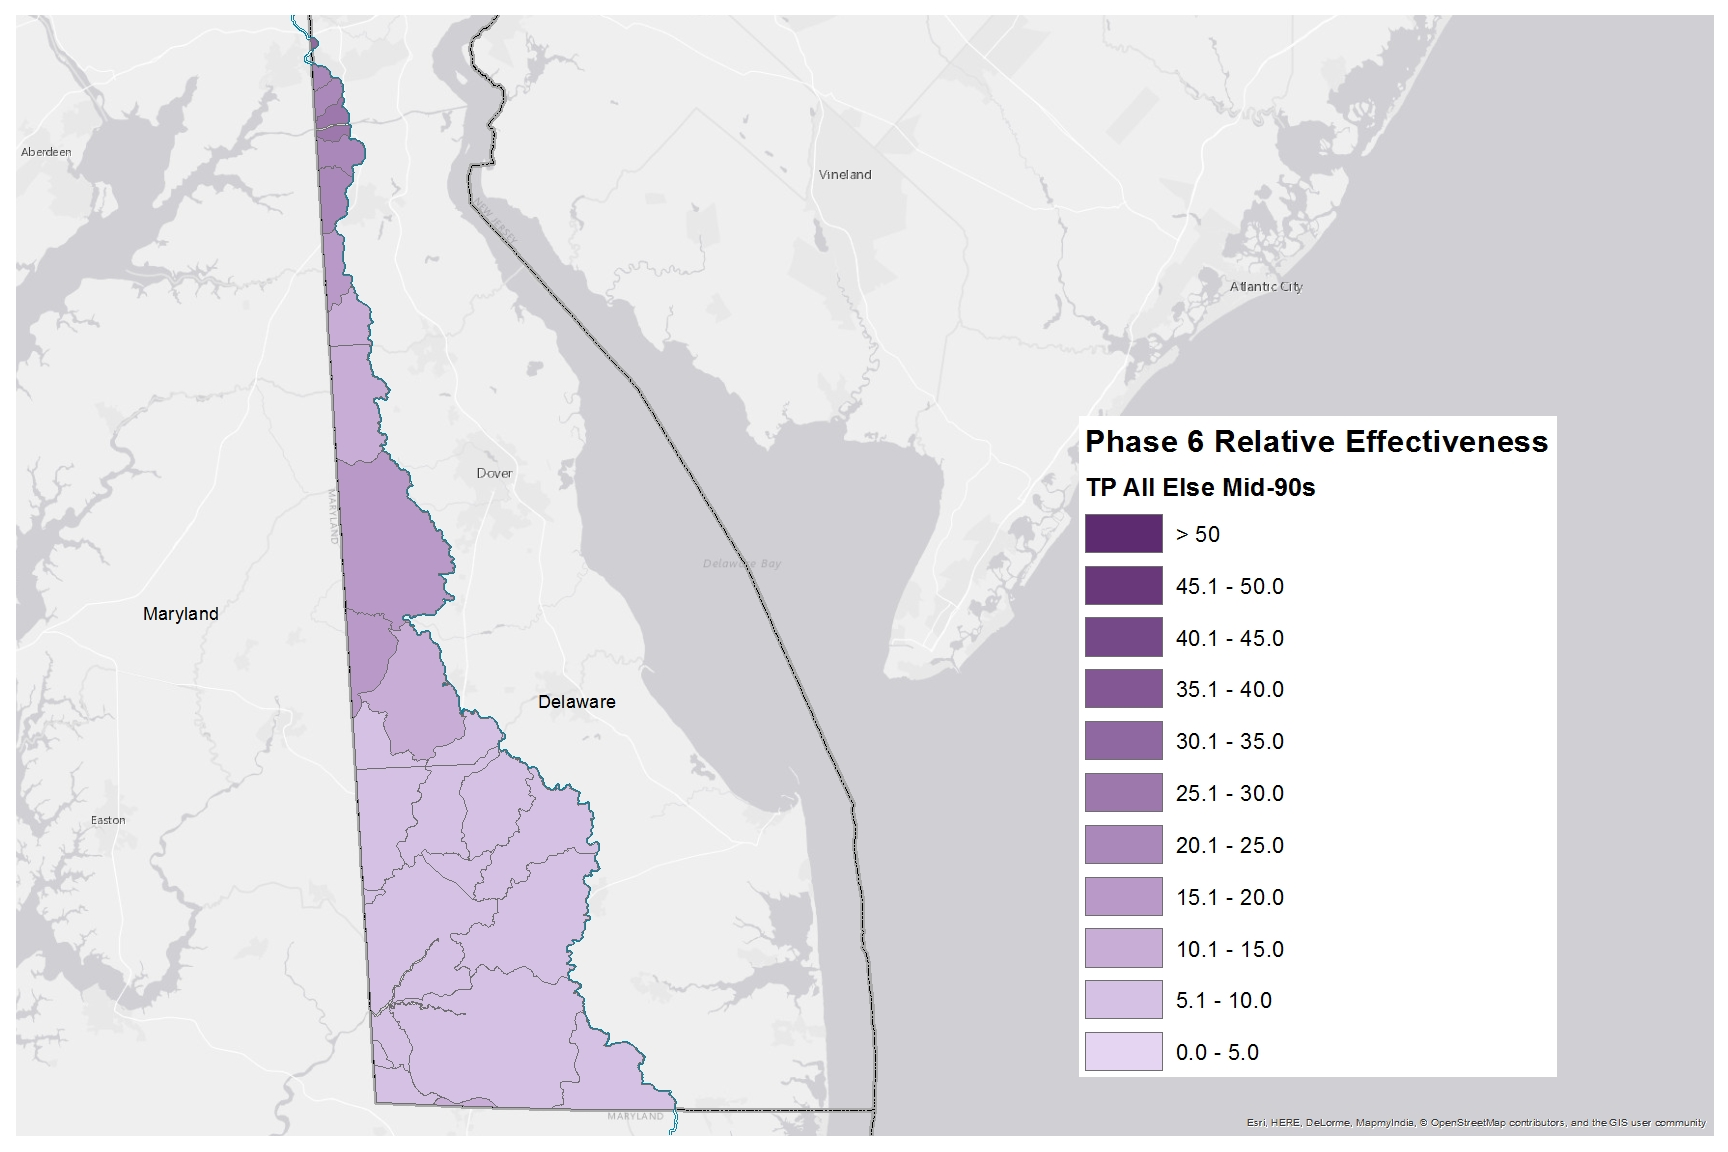 Aberdeen
Vineland
NEW JERSEY
Atlantic City
Phase 6 Relative Effectiveness
Dover
TP All Else Mid-90s
MARYLAND
> 50
Delaware Bay
45.1 - 50.0
Maryland
40.1 - 45.0
35.1 - 40.0
Delaware
30.1 - 35.0
25.1 - 30.0
Easton
20.1 - 25.0
15.1 - 20.0
10.1 - 15.0
5.1 - 10.0
0.0 - 5.0
MARYLAND
Esri, HERE, DeLorme, MapmyIndia, © OpenStreetMap contributors, and the GIS user community